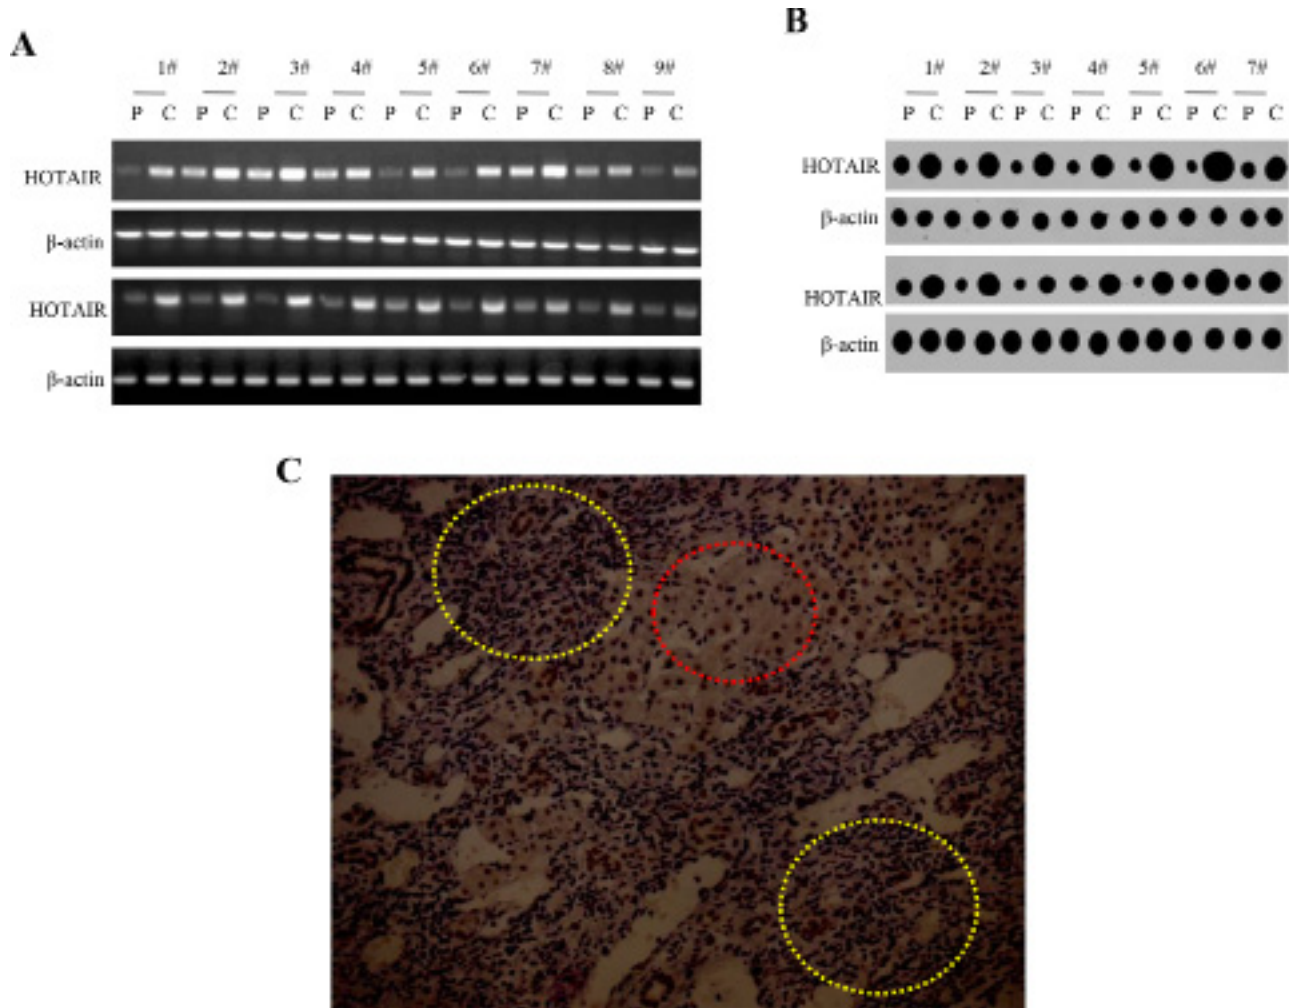 A
1# 2# 3# 4# 5# 6# 7# 8# 9#
P C P C P C P C P C P C P C P C P C
HOTAIR
β-actin
HOTAIR
β-actin
B
1# 2# 3# 4# 5# 6# 7#
P C P C P C P C P C P C P C
HOTAIR
β-actin
HOTAIR
β-actin
C